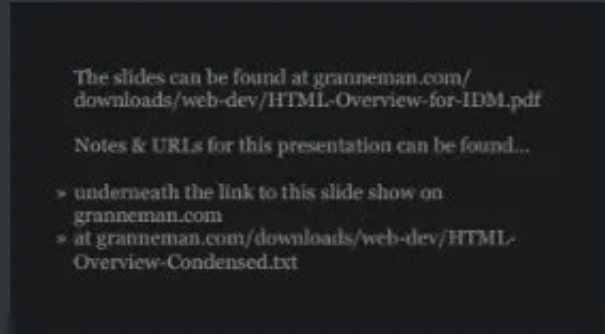 The slides can be found at granneman.com/
downloads/web-dev/HTML-Overview-for-IDM.pdf
Notes & URLs for this presentation can be found...
» underneath the link to this slide show on
granneman.com
» at granneman.com/downloads/web-dev/HTML-
Overview-Condensed.txt